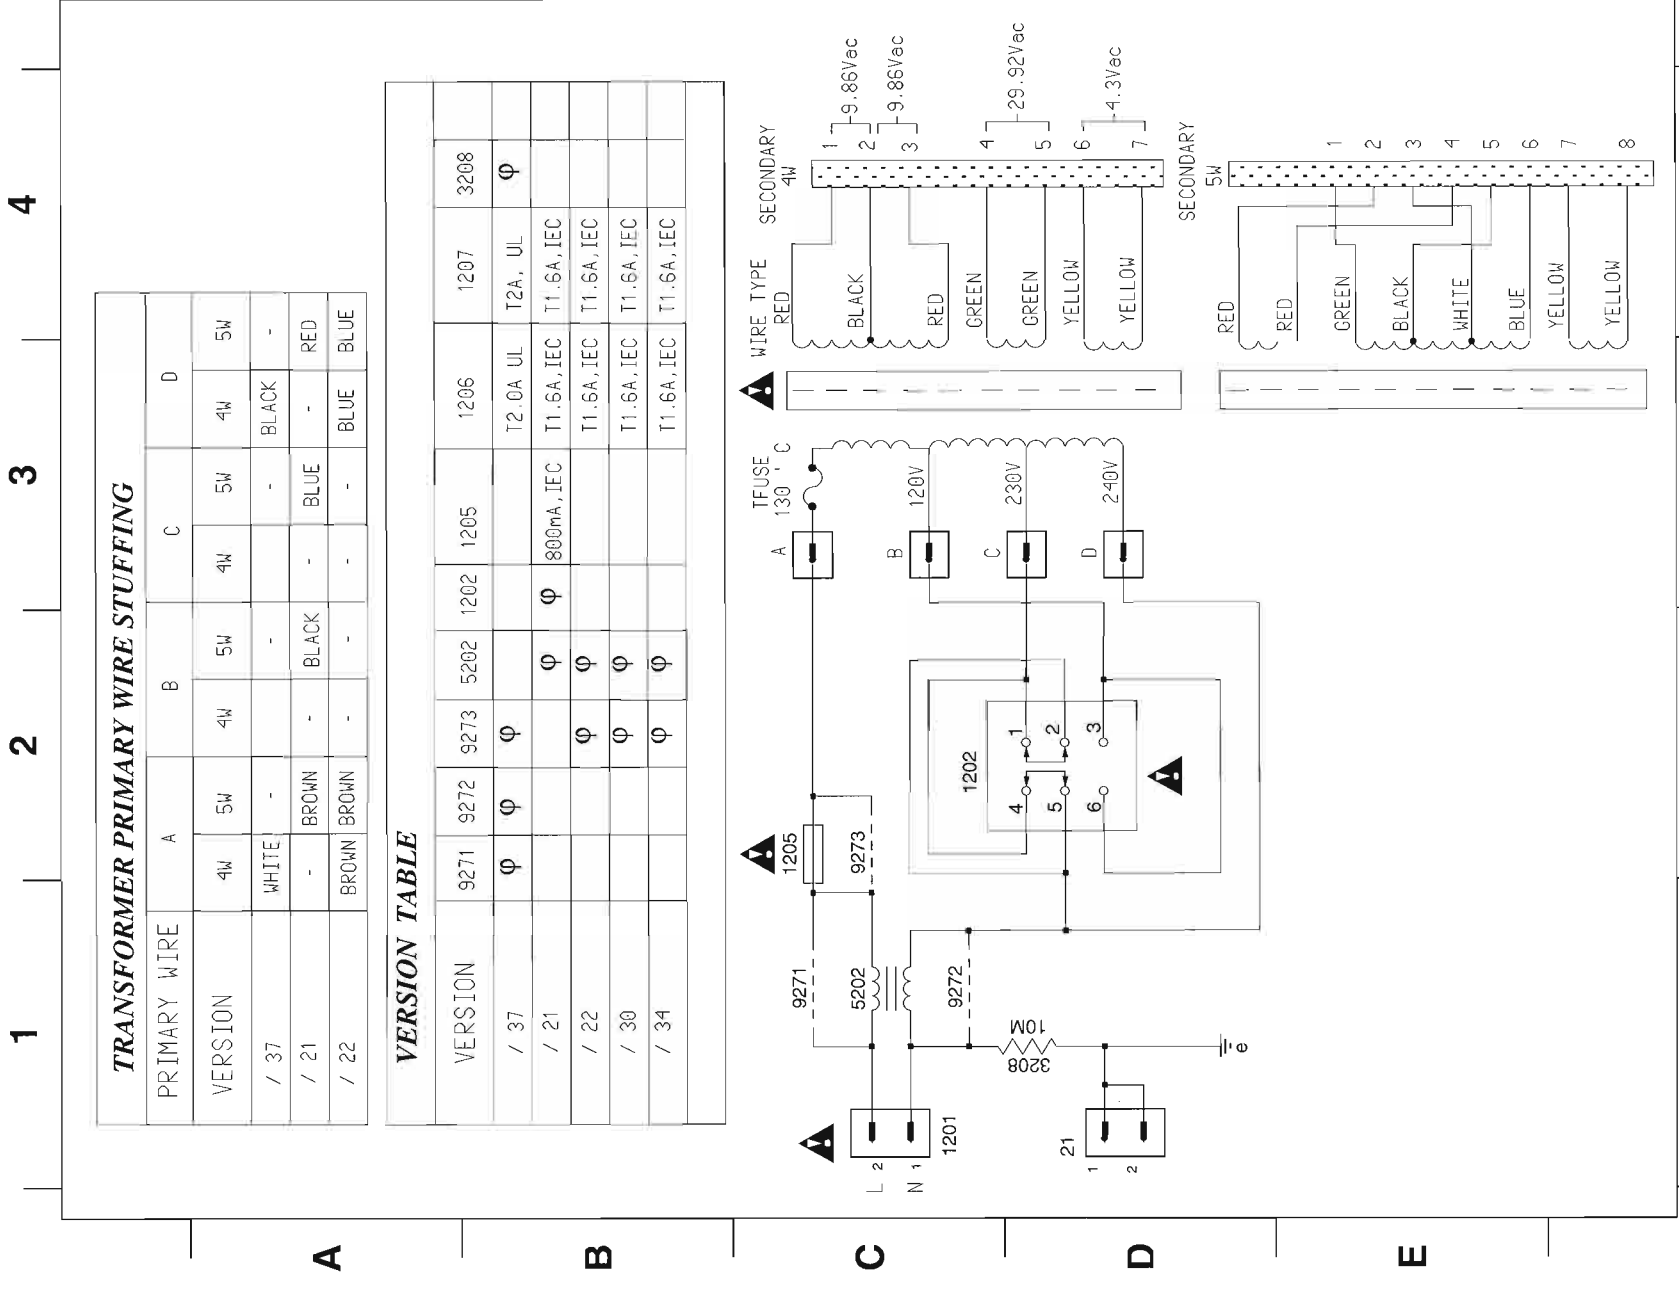 1 2 3 4
A
B
C
D
E
TRANSFORMER PRIMARY WIRE STUFFING
PRIMARY WIRE A B C D
VERSION 4W 5W 4W 5W 4W 5W 4W 5W
/ 37 WHITE - - - BLACK -
/ 21 - BROWN - BLACK - BLUE - RED
/ 22 BROWN BROWN - - - - BLUE BLUE
VERSION TABLE
VERSION 9271 9272 9273 5202 1202 1205 1206 1207 3208
/ 37 φ φ φ T2.0A UL T2A, UL φ
/ 21 φ φ 800mA,IEC T1.6A,IEC T1.6A,IEC
/ 22 φ φ T1.6A,IEC T1.6A,IEC
/ 30 φ φ T1.6A,IEC T1.6A,IEC
/ 34 φ φ T1.6A,IEC T1.6A,IEC
WIRE TYPE
SECONDARY
4W
RED
BLACK
RED
GREEN
GREEN
YELLOW
YELLOW
1
2
3
4
5
6
7
9.86Vac
9.86Vac
29.92Vac
4.3Vac
SECONDARY
5W
RED
RED
GREEN
BLACK
WHITE
BLUE
YELLOW
YELLOW
1
2
3
4
5
6
7
8
TFUSE
130 ' C
A
B
C
D
120V
230V
240V
1205
9273
9271
5202
9272
1202
4 1
5 2
6 3
3208
10M
e
L 2
N 1
1201
21
1
2